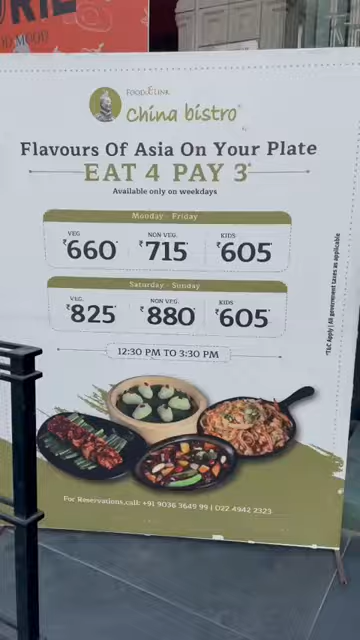 RIE
D MOOD
FOODLINK
China bistro
Flavours Of Asia On Your Plate
EAT 4 PAY 3*
Available only on weekdays
Monday - Friday
VEG NON VEG. KIDS
₹660* ₹715* ₹605*
Saturday - Sunday
VEG. NON VEG. KIDS
₹825* ₹880* ₹605*
12:30 PM TO 3:30 PM
*T&C Apply | All government taxes as applicable
For Reservations,call: +91 9036 3649 99 | 022 4942 2323